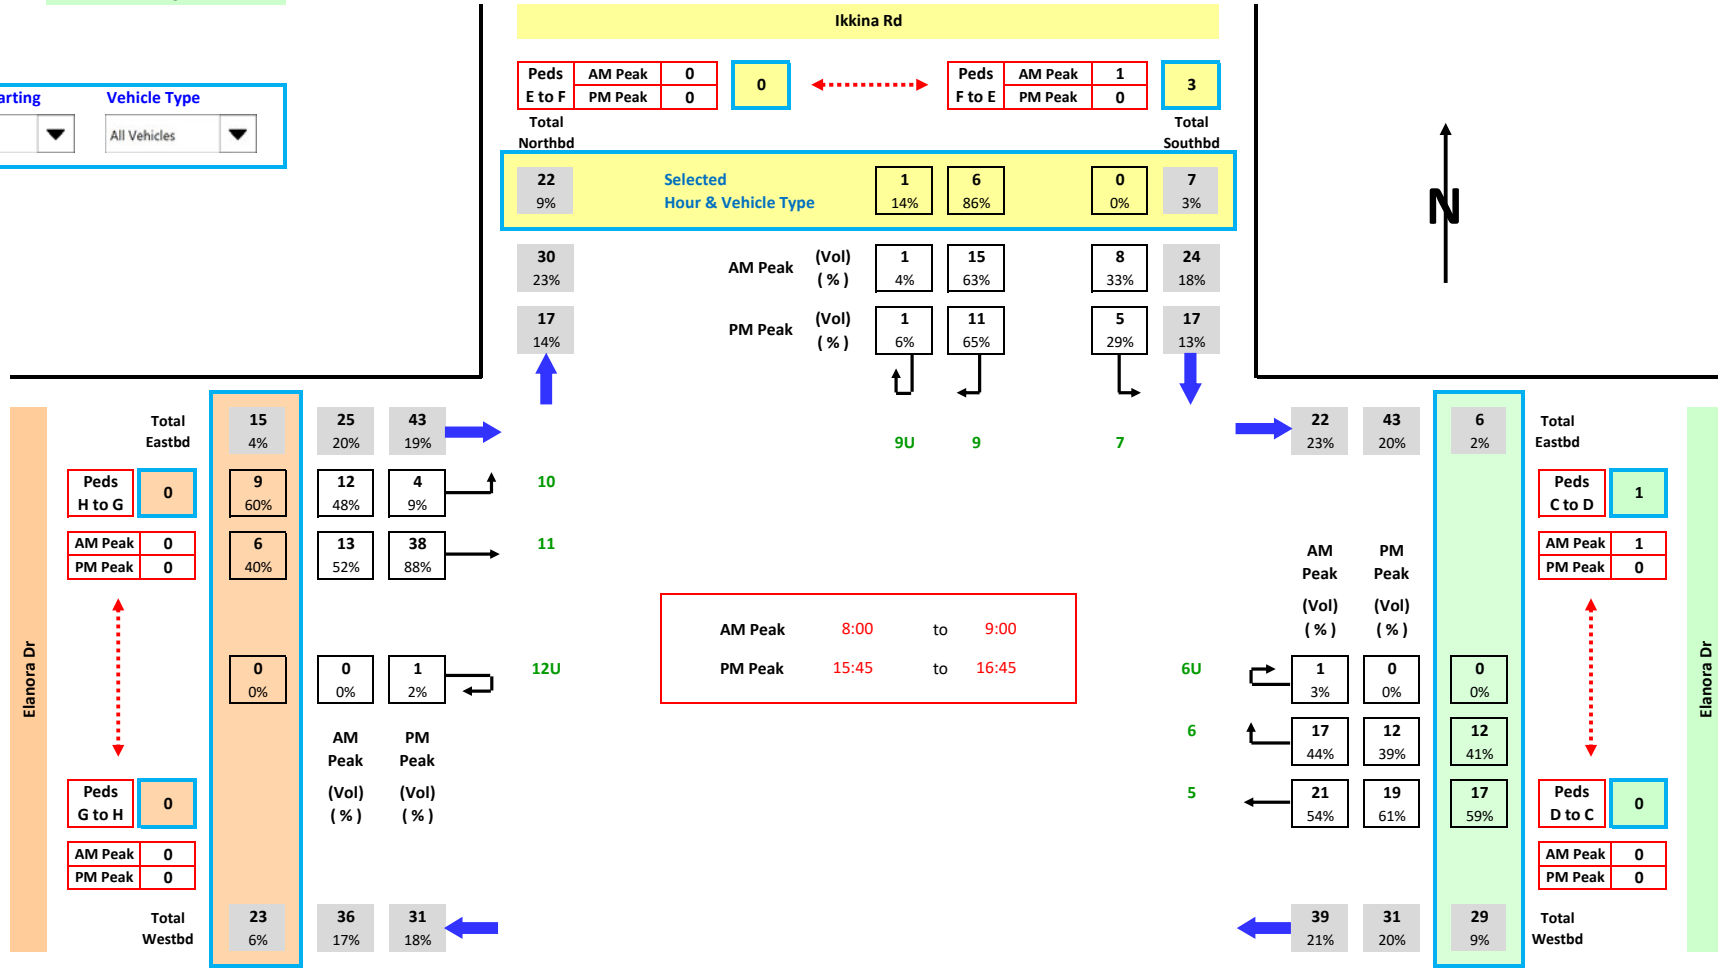 Ikkina Rd
Peds AM Peak 0
E to F PM Peak 0
0
Peds AM Peak 1
F to E PM Peak 0
3
arting Vehicle Type
All Vehicles
Total
Northbd
Total
Southbd
22
9%
Selected
Hour & Vehicle Type
1 6 0 7
14% 86% 0% 3%
30 AM Peak (Vol) 1 15 8 24
23% ( % ) 4% 63% 33% 18%
17 PM Peak (Vol) 1 11 5 17
14% ( % ) 6% 65% 29% 13%
9U 9 7
N
Elanora Dr
Total
Eastbd
15 25 43
4% 20% 19%
Peds
H to G
0
9 12 4
60% 48% 9%
10
AM Peak 0
PM Peak 0
6 13 38
40% 52% 88%
11
0 0 1
0% 0% 2%
12U
AM PM
Peak Peak
(Vol) (Vol)
( % ) ( % )
Peds
G to H
0
AM Peak 0
PM Peak 0
Total
Westbd
23 36 31
6% 17% 18%
AM Peak 8:00 to 9:00
PM Peak 15:45 to 16:45
22 43 6
23% 20% 2%
Total
Eastbd
Peds
C to D
1
AM Peak 1
PM Peak 0
AM PM
Peak Peak
(Vol) (Vol)
( % ) ( % )
6U
1 0 0
3% 0% 0%
6
17 12 12
44% 39% 41%
5
21 19 17
54% 61% 59%
Peds
D to C
0
AM Peak 0
PM Peak 0
39 31 29
21% 20% 9%
Total
Westbd
Elanora Dr